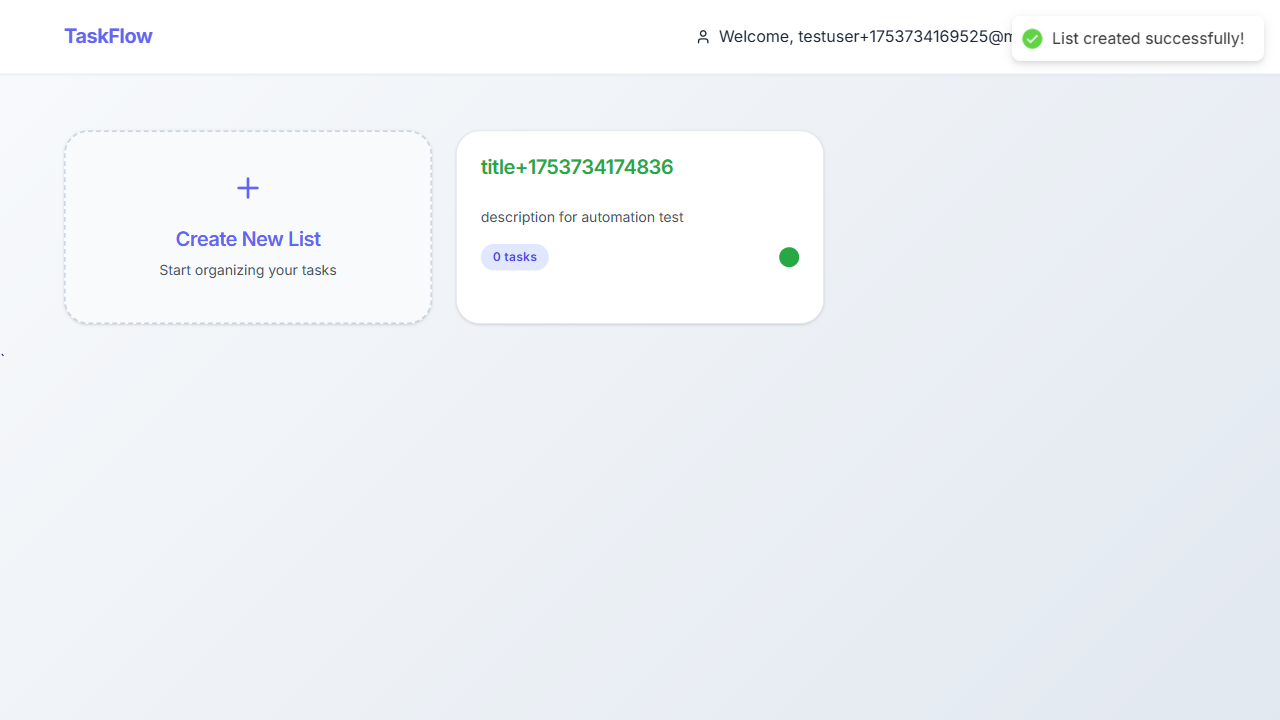 TaskFlow
Welcome, testuser+1753734169525@
List created successfully!
Create New List
Start organizing your tasks
title+1753734174836
description for automation test
0 tasks
`